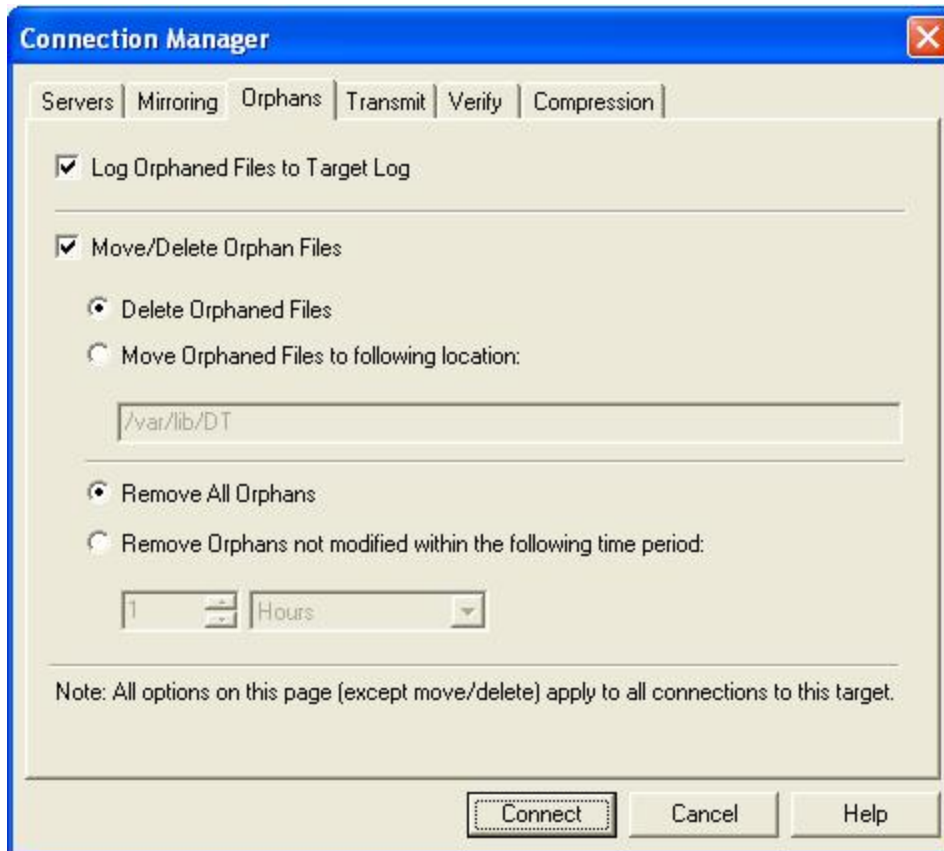 Connection Manager
Servers Mirroring Orphans Transmit Verify Compression
Log Orphaned Files to Target Log
Move/Delete Orphan Files
Delete Orphaned Files
Move Orphaned Files to following location:
/var/lib/DT
Remove All Orphans
Remove Orphans not modified within the following time period:
1 Hours
Note: All options on this page (except move/delete) apply to all connections to this target.
Connect Cancel Help